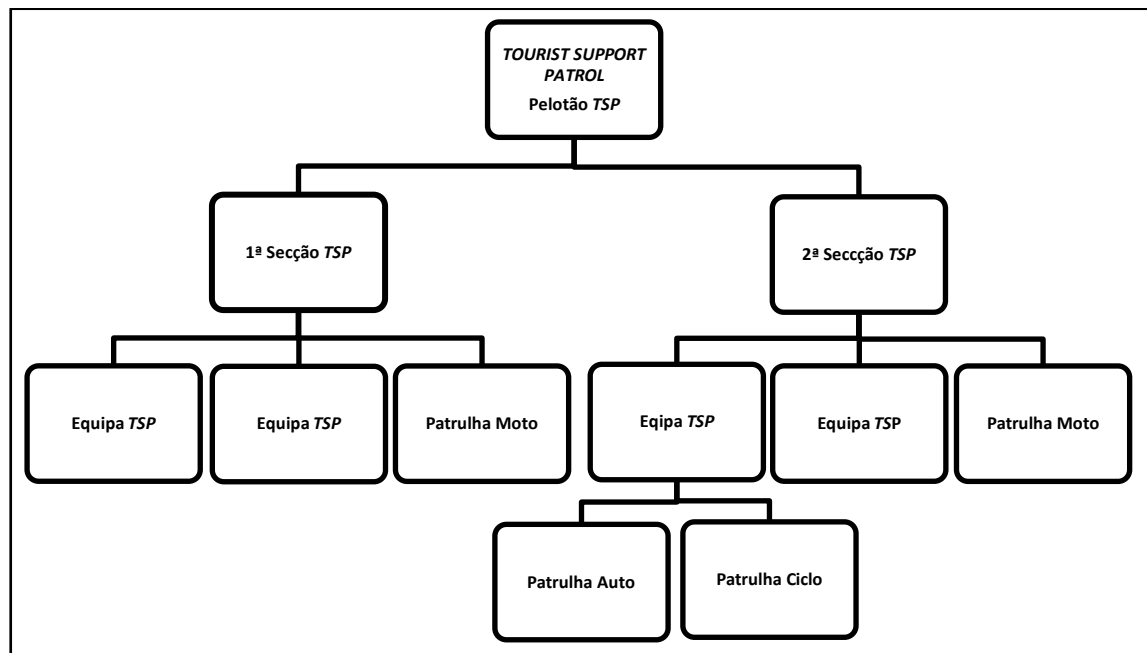 TOURIST SUPPORT
PATROL
Pelotão TSP
1ª Secção TSP
2ª Seccção TSP
Equipa TSP
Equipa TSP
Patrulha Moto
Eqipa TSP
Equipa TSP
Patrulha Moto
Patrulha Auto
Patrulha Ciclo